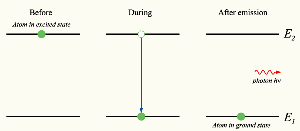 Before
During
After emission
Atom in excited state
E2
photon hν
E1
Atom in ground state